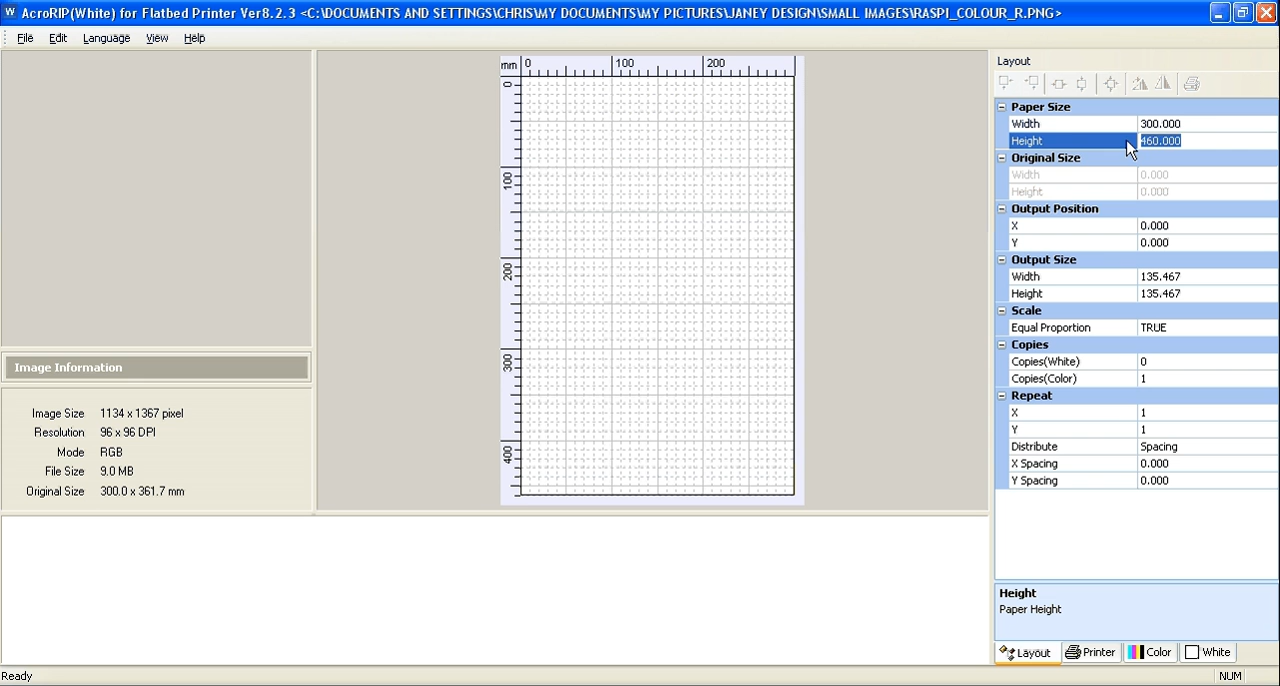 AcroRIP(White) for Flatbed Printer Ver8.2.3 <C:\DOCUMENTS AND SETTINGS\CHRIS\MY DOCUMENTS\MY PICTURES\JANEY DESIGN\SMALL IMAGES\RASPI_COLOUR_R.PNG>
File Edit Language View Help
mm 0 100 200
0
100
200
300
400
Image Information
Image Size 1134 x 1367 pixel
Resolution 96 x 96 DPI
Mode RGB
File Size 9.0 MB
Original Size 300.0 x 361.7 mm
Layout
Paper Size
Width 300.000
Height 460.000
Original Size
Width 0.000
Height 0.000
Output Position
X 0.000
Y 0.000
Output Size
Width 135.467
Height 135.467
Scale
Equal Proportion TRUE
Copies
Copies(White) 0
Copies(Color) 1
Repeat
X 1
Y 1
Distribute Spacing
X Spacing 0.000
Y Spacing 0.000
Height
Paper Height
Layout Printer Color White
Ready NUM